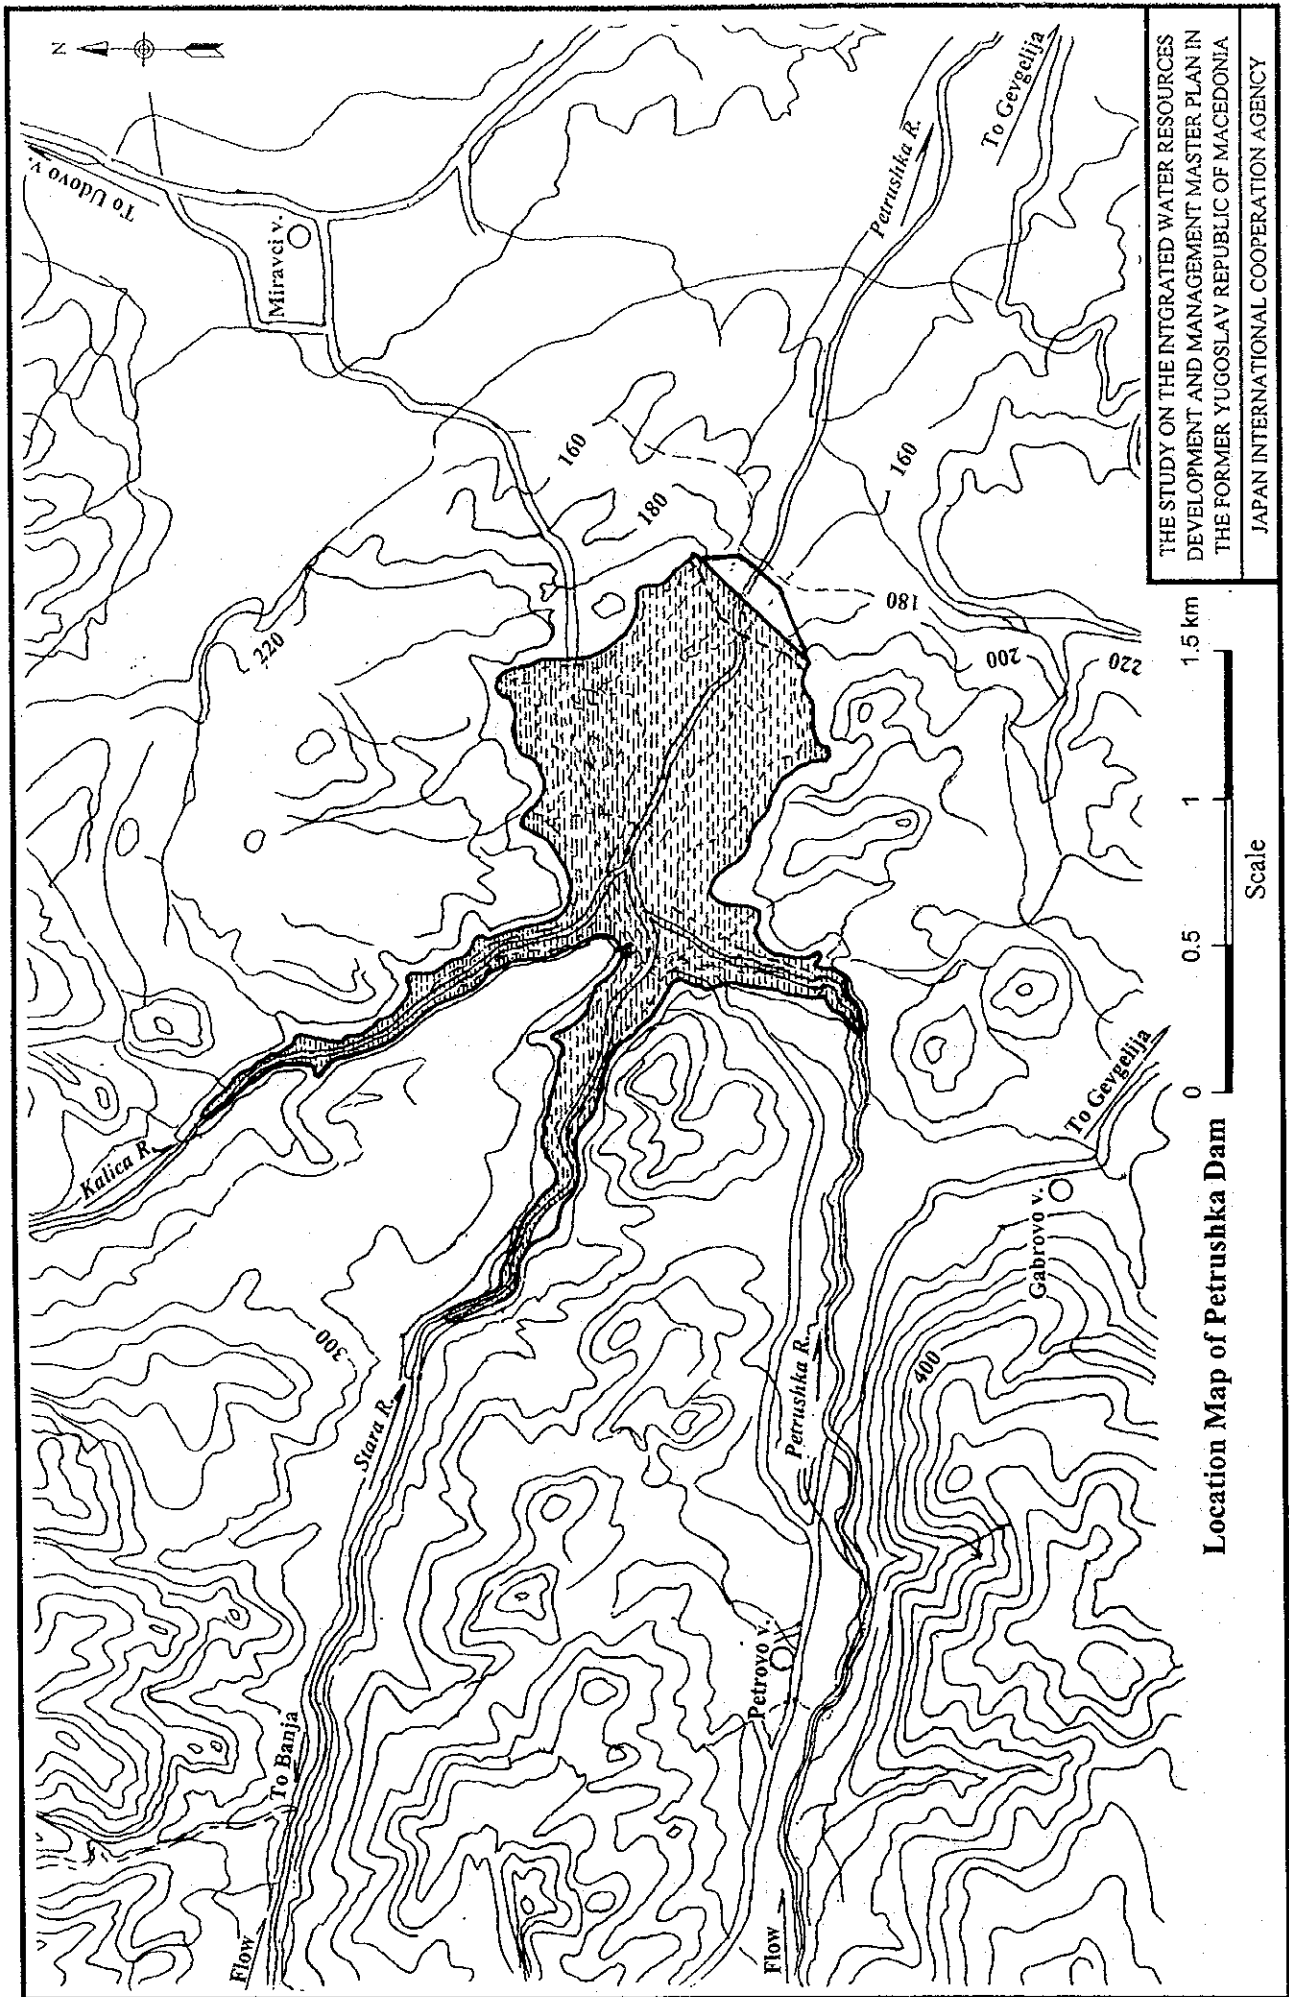 N
To Udovo v.
Miravci v.
Petrushka R.
To Gevgelija
160
180
160
180
200
220
220
Kalica R.
300
Stara R.
Petrushka R.
400
Gabrovo v.
To Gevgelija
Petrovo v.
To Banja
Flow
Flow
Location Map of Petrushka Dam
0
0.5
1
1.5 km
Scale
THE STUDY ON THE INTGRATED WATER RESOURCES
DEVELOPMENT AND MANAGEMENT MASTER PLAN IN
THE FORMER YUGOSLAV REPUBLIC OF MACEDONIA
JAPAN INTERNATIONAL COOPERATION AGENCY